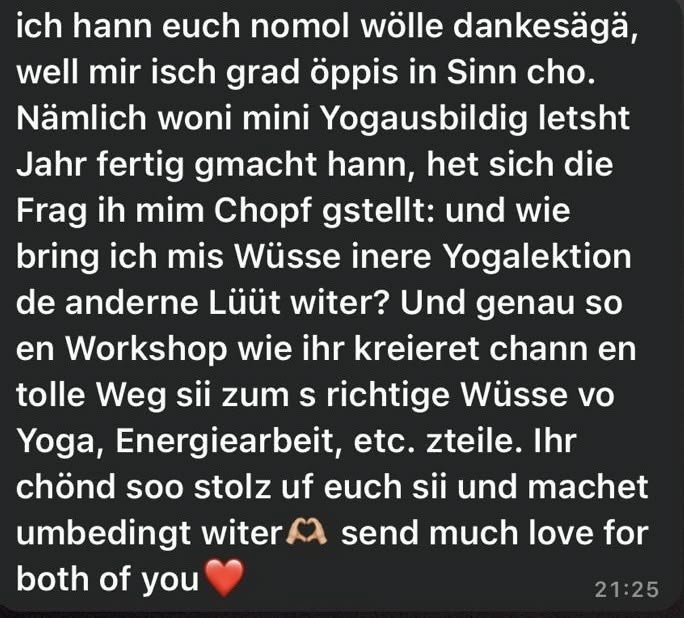 ich hann euch nomol wölle dankesägä,
well mir isch grad öppis in Sinn cho.
Nämlich woni mini Yogausbildig letsht
Jahr fertig gmacht hann, het sich die
Frag ih mim Chopf gstellt: und wie
bring ich mis Wüsse inere Yogalektion
de anderne Lüüt witer? Und genau so
en Workshop wie ihr kreieret chann en
tolle Weg sii zum s richtige Wüsse vo
Yoga, Energiearbeit, etc. zteile. Ihr
chönd soo stolz uf euch sii und machet
umbedingt witer🫶🏼 send much love for
both of you❤️
21:25